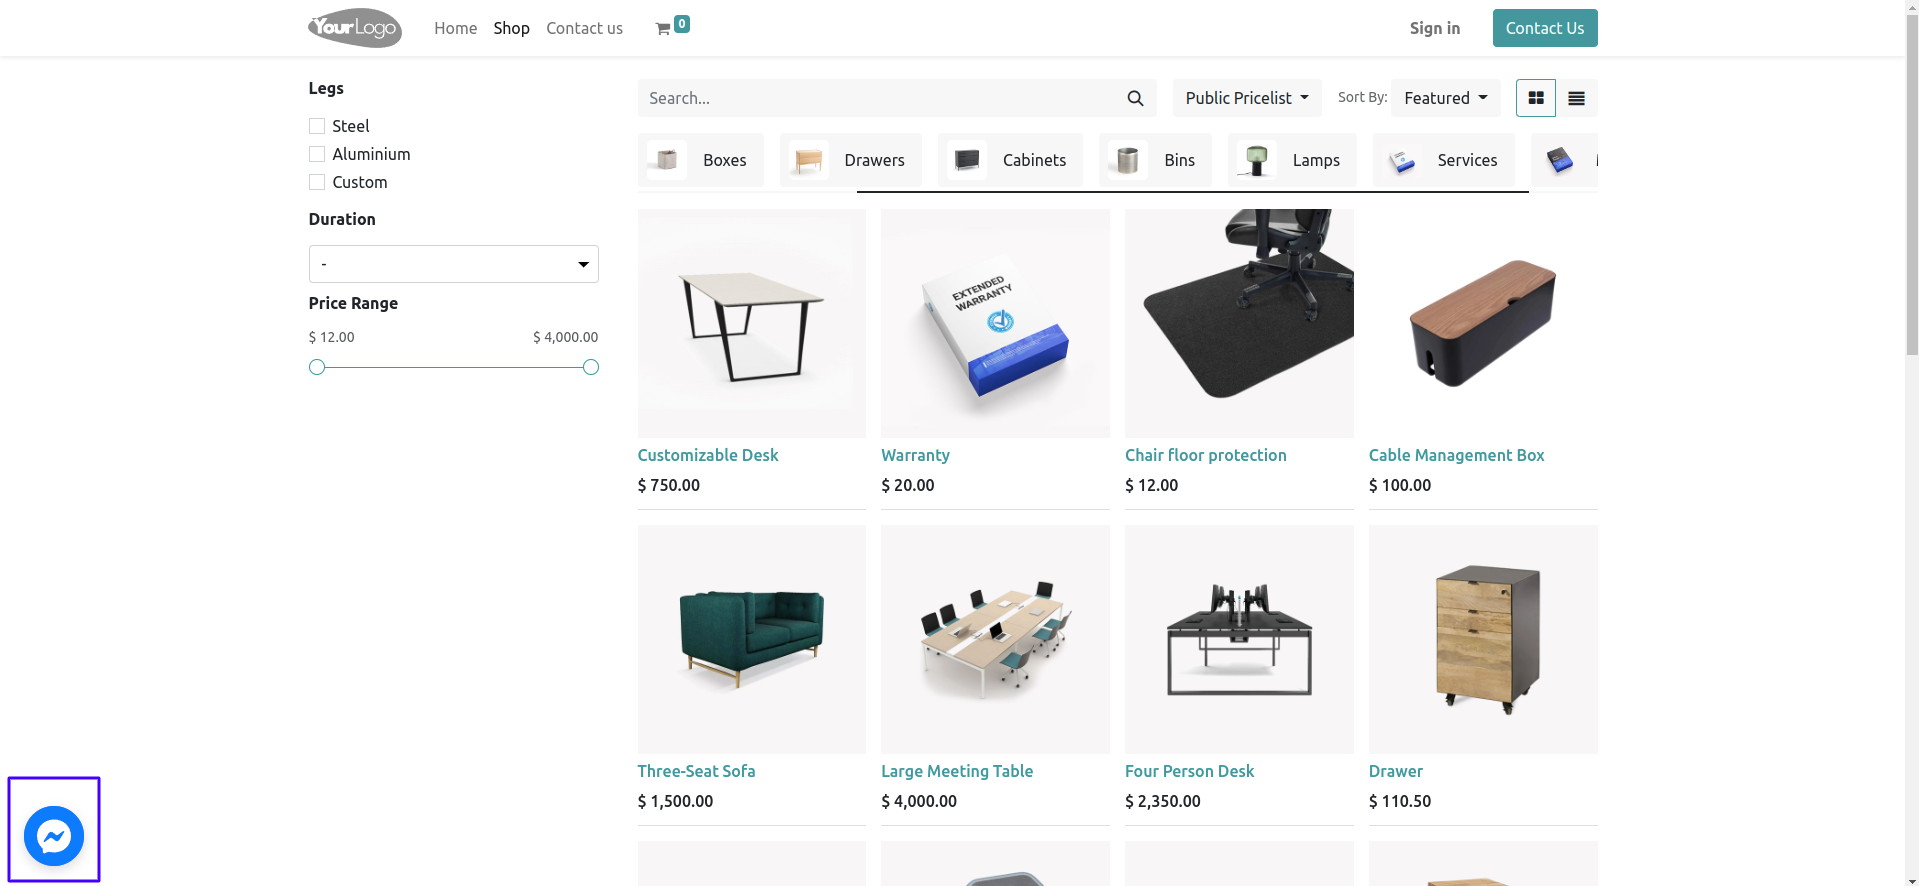 YourLogo
Home
Shop
Contact us
0
Sign in
Contact Us
Legs
Steel
Aluminium
Custom
Duration
-
Price Range
$ 12.00
$ 4,000.00
Search...
Public Pricelist
Sort By:
Featured
Boxes
Drawers
Cabinets
Bins
Lamps
Services
EXTENDED
WARRANTY
Customizable Desk
$ 750.00
Warranty
$ 20.00
Chair floor protection
$ 12.00
Cable Management Box
$ 100.00
Three-Seat Sofa
$ 1,500.00
Large Meeting Table
$ 4,000.00
Four Person Desk
$ 2,350.00
Drawer
$ 110.50